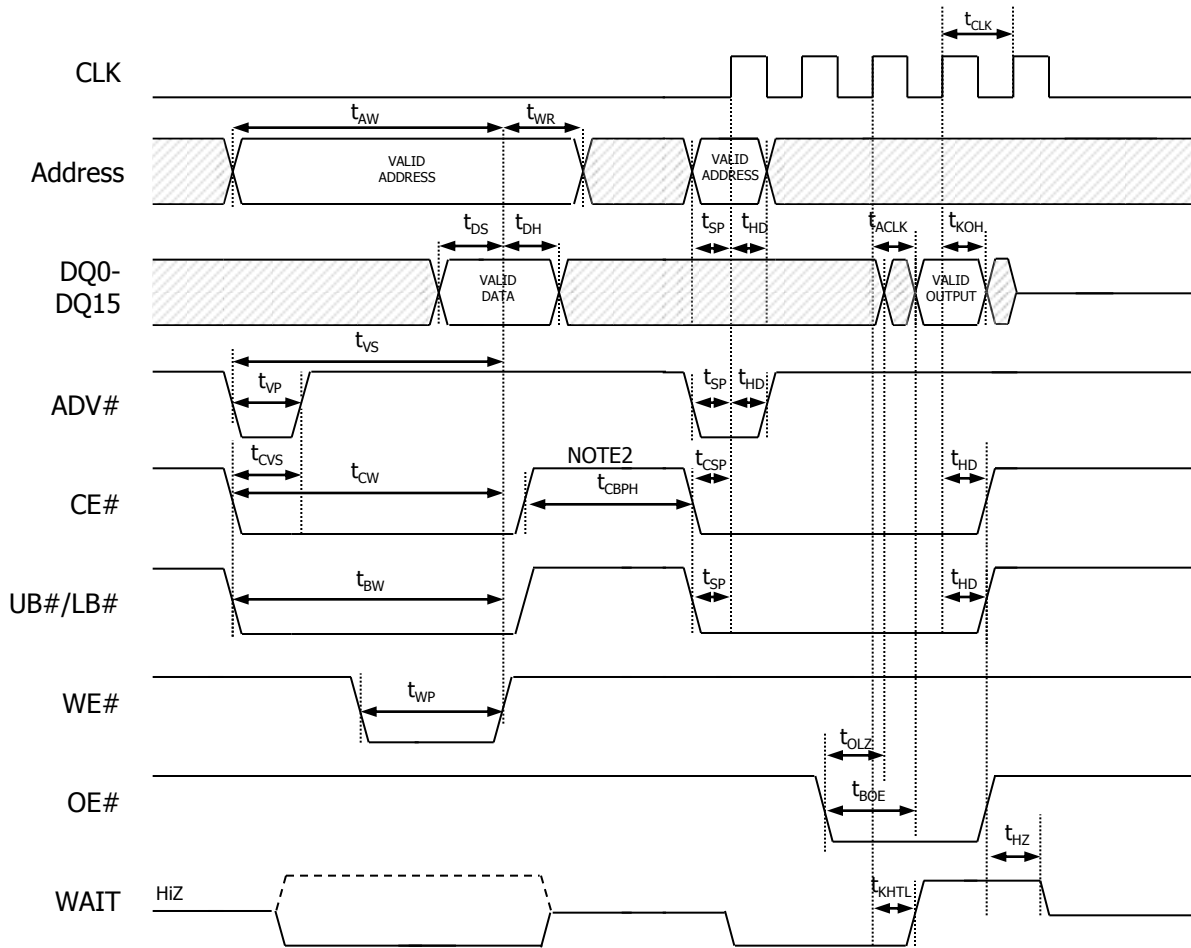 tCLK
CLK
tAW
tWR
Address
VALID
ADDRESS
VALID
ADDRESS
tDS
tDH
tSP
tHD
tACLK
tKOH
DQ0-
DQ15
VALID
DATA
VALID
OUTPUT
tVS
ADV#
tVP
tSP
tHD
tCVS
CE#
tCW
NOTE2
tCBPH
tCSP
tHD
UB#/LB#
tBW
tSP
tHD
WE#
tWP
tOLZ
OE#
tBOE
tHZ
WAIT
HiZ
tKHTL